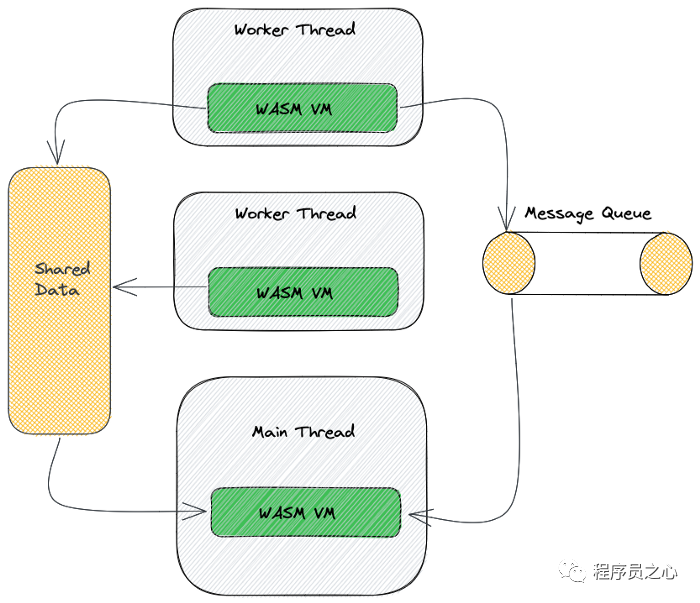 Worker Thread
WASM VM
Worker Thread
Message Queue
WASM VM
Shared
Data
Main Thread
WASM VM
程序员之心